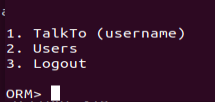 1. TalkTo (username)
2. Users
3. Logout
ORM>